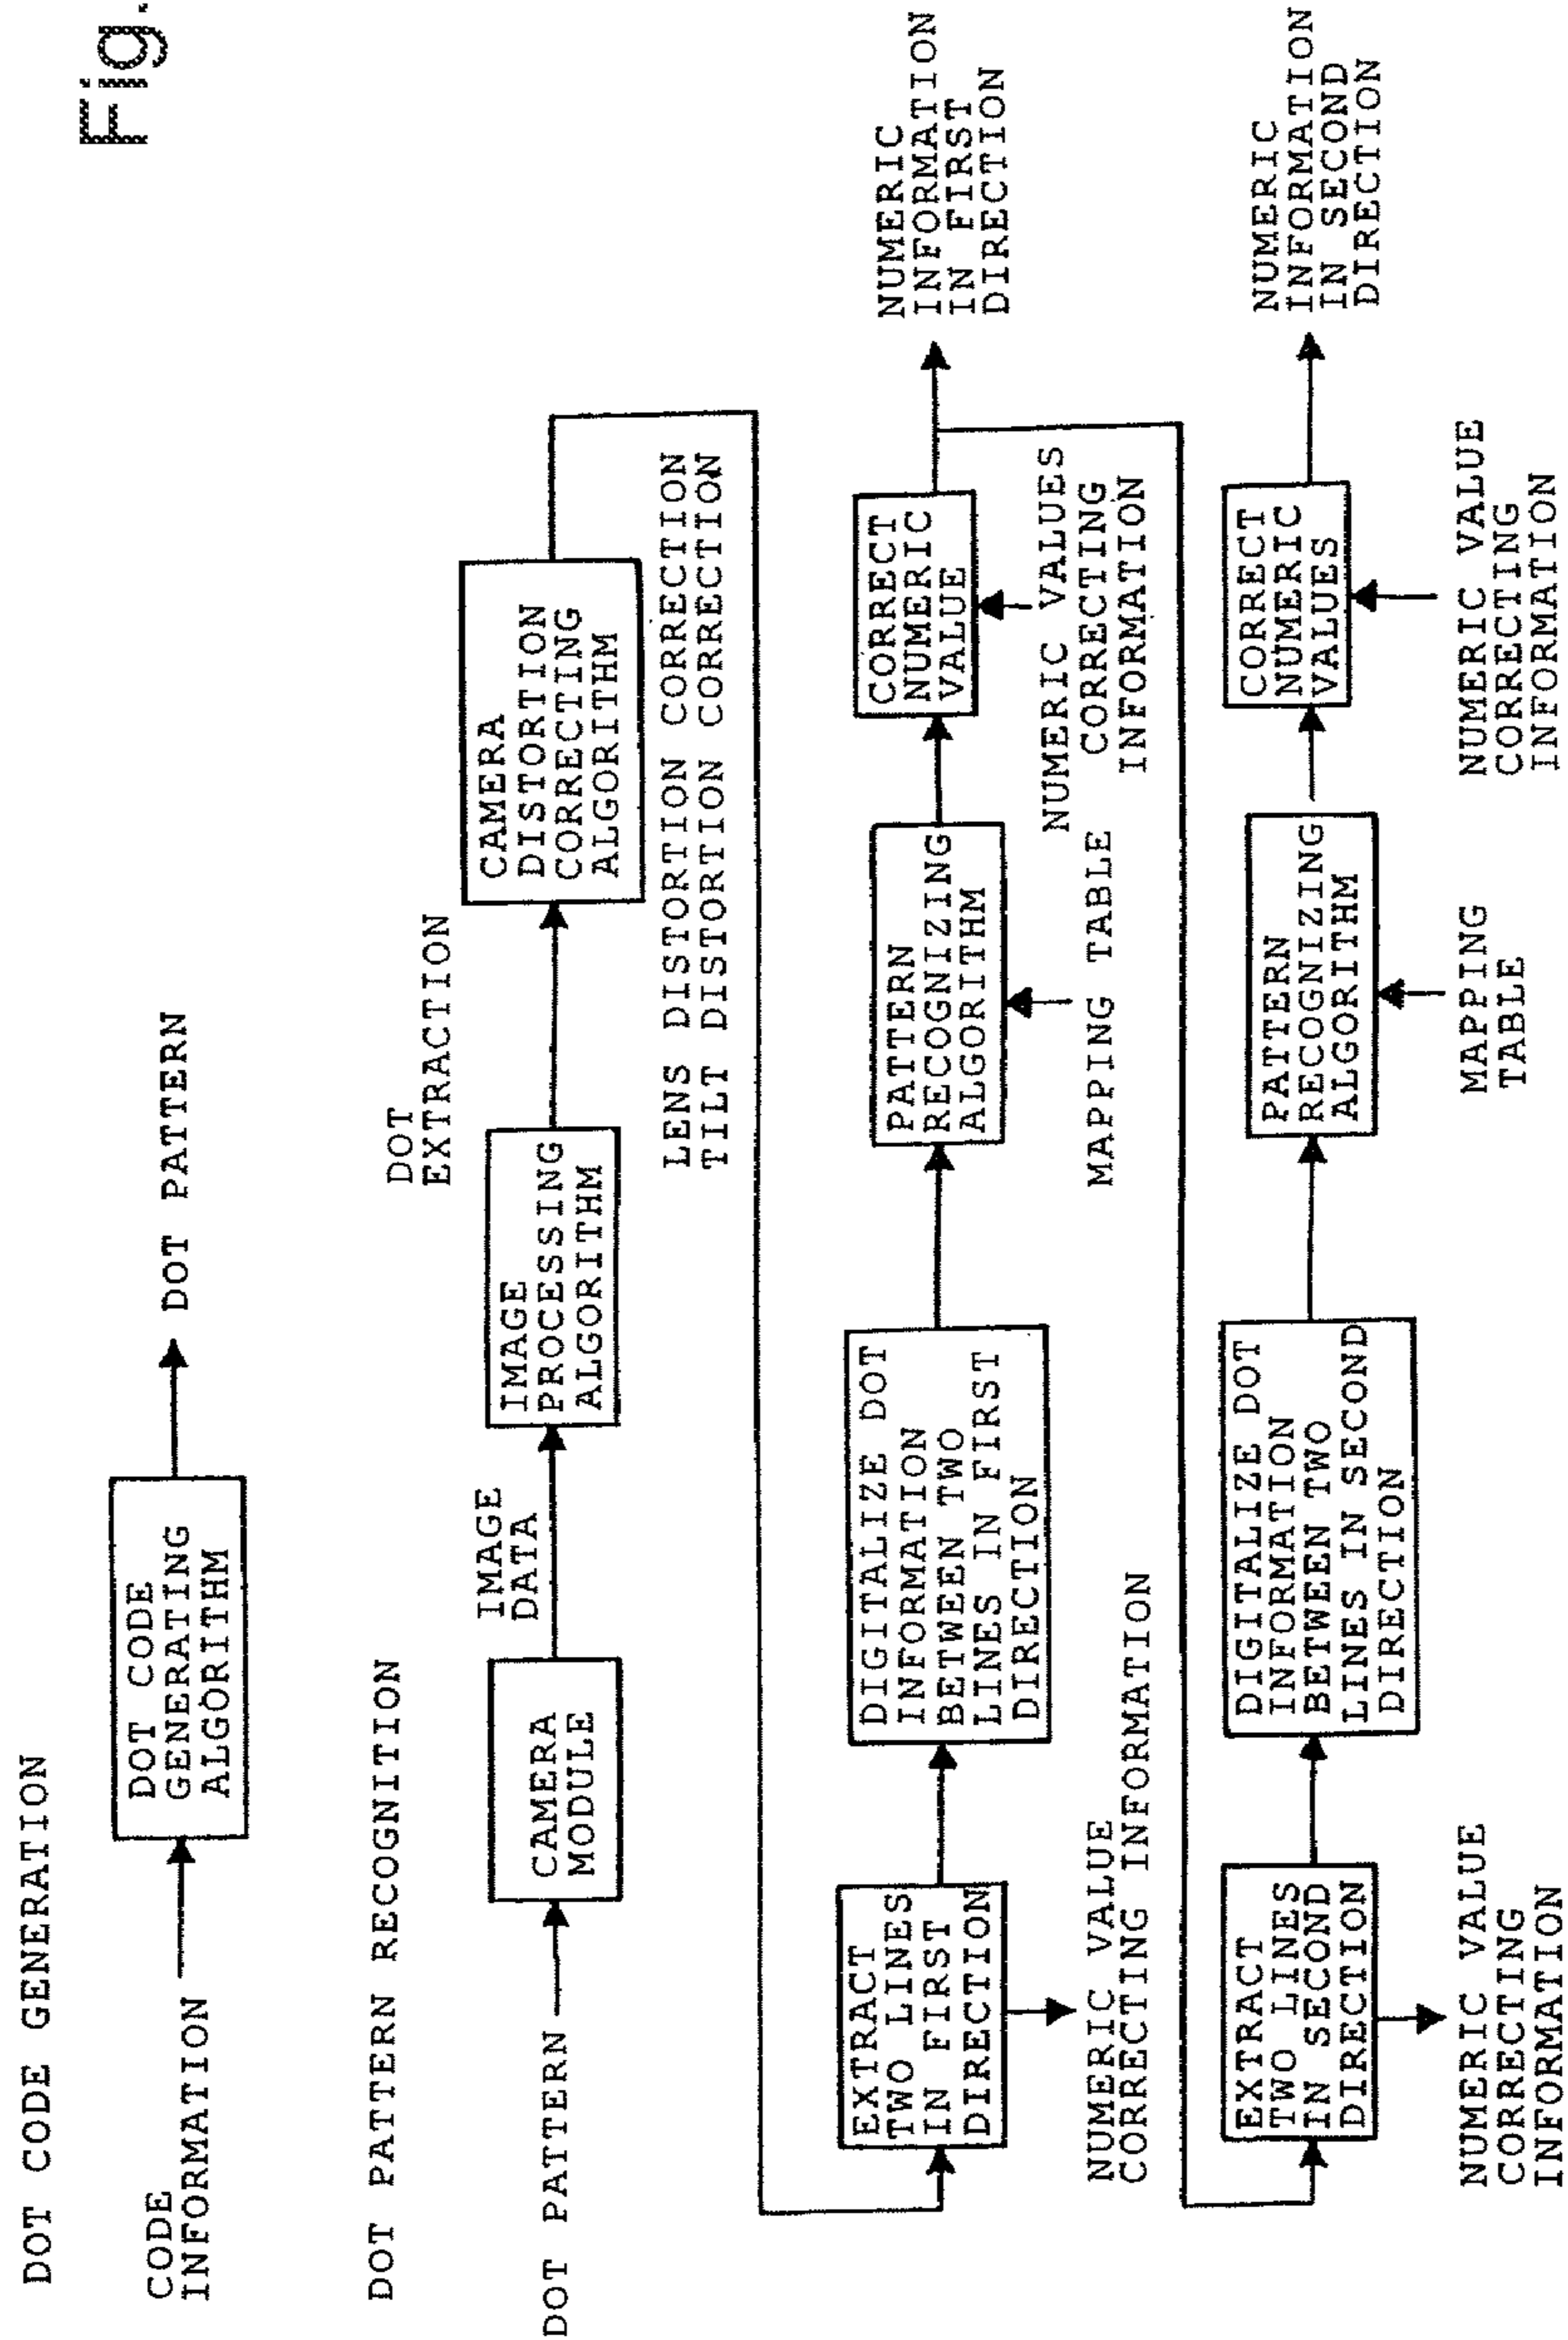 Fig.
DOT CODE GENERATION
CODE
INFORMATION
DOT CODE
GENERATING
ALGORITHM
DOT PATTERN
DOT PATTERN RECOGNITION
DOT PATTERN
CAMERA
MODULE
IMAGE
DATA
IMAGE
PROCESSING
ALGORITHM
DOT
EXTRACTION
CAMERA
DISTORTION
CORRECTING
ALGORITHM
LENS DISTORTION CORRECTION
TILT DISTORTION CORRECTION
EXTRACT
TWO LINES
IN FIRST
DIRECTION
NUMERIC VALUE
CORRECTING INFORMATION
DIGITALIZE DOT
INFORMATION
BETWEEN TWO
LINES IN FIRST
DIRECTION
PATTERN
RECOGNIZING
ALGORITHM
MAPPING TABLE
CORRECT
NUMERIC
VALUE
NUMERIC VALUES
CORRECTING
INFORMATION
NUMERIC
INFORMATION
IN FIRST
DIRECTION
EXTRACT
TWO LINES
IN SECOND
DIRECTION
NUMERIC VALUE
CORRECTING
INFORMATION
DIGITALIZE DOT
INFORMATION
BETWEEN TWO
LINES IN SECOND
DIRECTION
PATTERN
RECOGNIZING
ALGORITHM
MAPPING
TABLE
CORRECT
NUMERIC
VALUES
NUMERIC VALUE
CORRECTING
INFORMATION
NUMERIC
INFORMATION
IN SECOND
DIRECTION